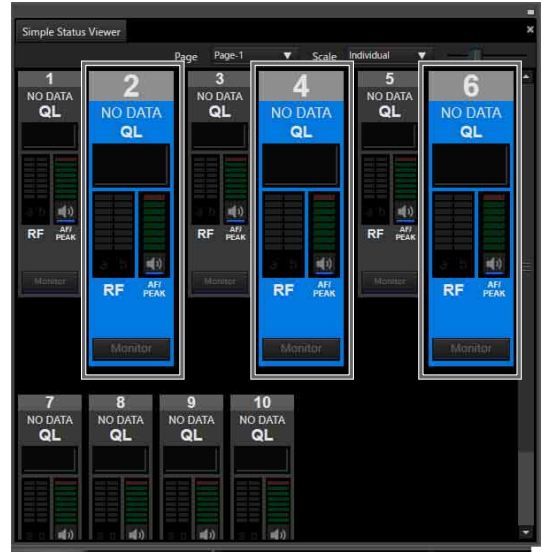 Simple Status Viewer
Page Page-1 Scale Individual
1
NO DATA
QL
a b
RF AF/PEAK
Monitor
2
NO DATA
QL
a b
RF AF/PEAK
Monitor
3
NO DATA
QL
a b
RF AF/PEAK
Monitor
4
NO DATA
QL
a b
RF AF/PEAK
Monitor
5
NO DATA
QL
a b
RF AF/PEAK
Monitor
6
NO DATA
QL
a b
RF AF/PEAK
Monitor
7
NO DATA
QL
8
NO DATA
QL
9
NO DATA
QL
10
NO DATA
QL